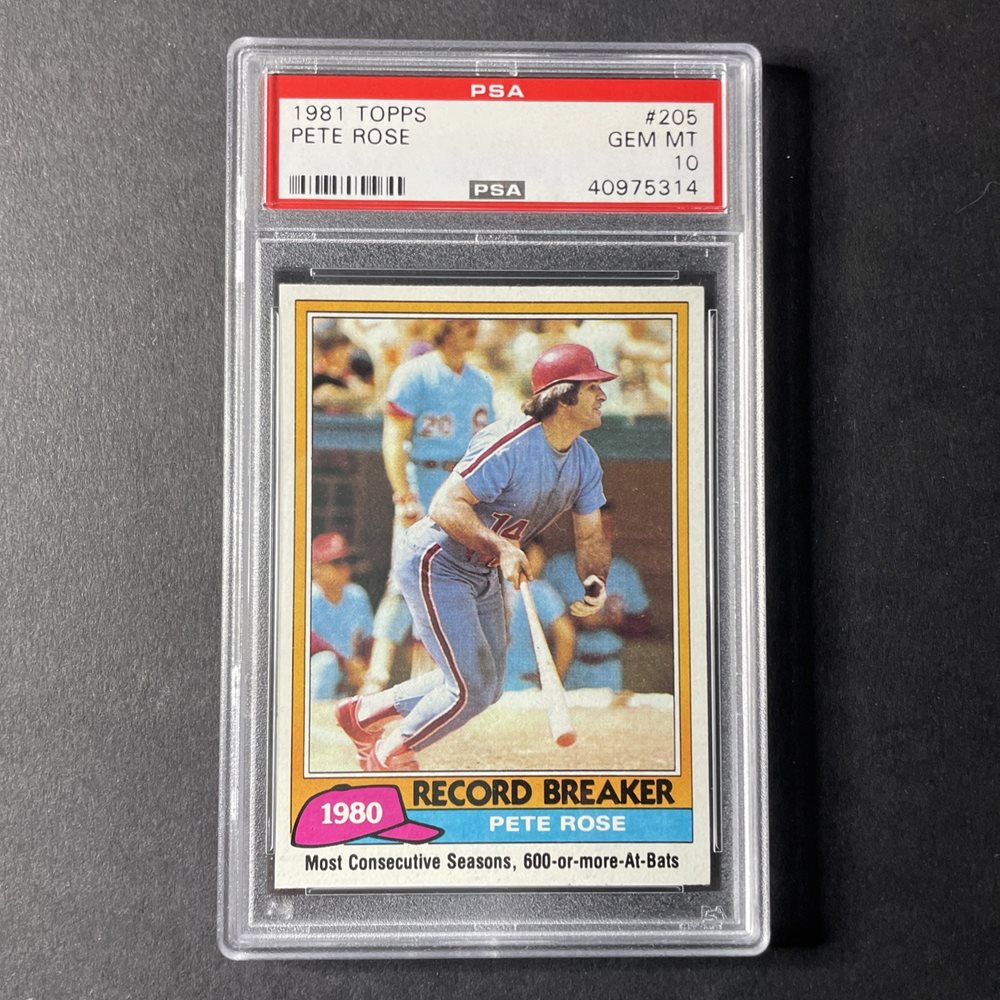 PSA
1981 TOPPS #205
PETE ROSE GEM MT
10
PSA 40975314
20
14
RECORD BREAKER
1980
PETE ROSE
Most Consecutive Seasons, 600-or-more-At-Bats